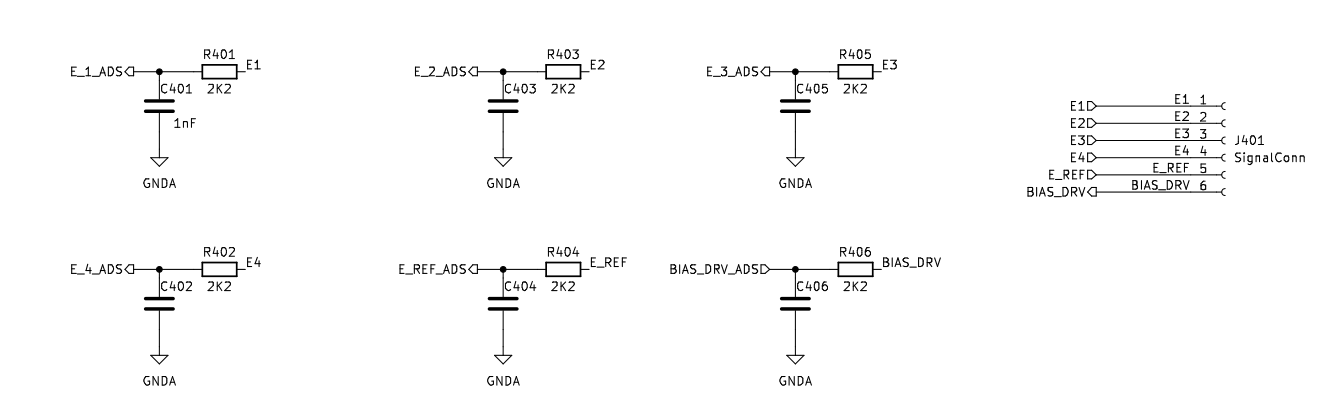 R401
E_1_ADS
E1
C401
2K2
1nF
GNDA
R403
E_2_ADS
E2
C403
2K2
GNDA
R405
E_3_ADS
E3
C405
2K2
GNDA
E1 E1 1
E2 E2 2
E3 E3 3 J401
E4 E4 4 SignalConn
E_REF E_REF 5
BIAS_DRV BIAS_DRV 6
R402
E_4_ADS
E4
C402
2K2
GNDA
R404
E_REF_ADS
E_REF
C404
2K2
GNDA
R406
BIAS_DRV_ADS
BIAS_DRV
C406
2K2
GNDA